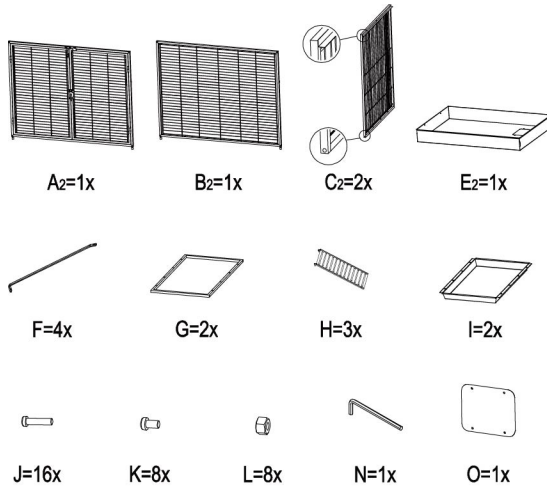 A2=1x B2=1x C2=2x E2=1x
F=4x G=2x H=3x I=2x
J=16x K=8x L=8x N=1x O=1x